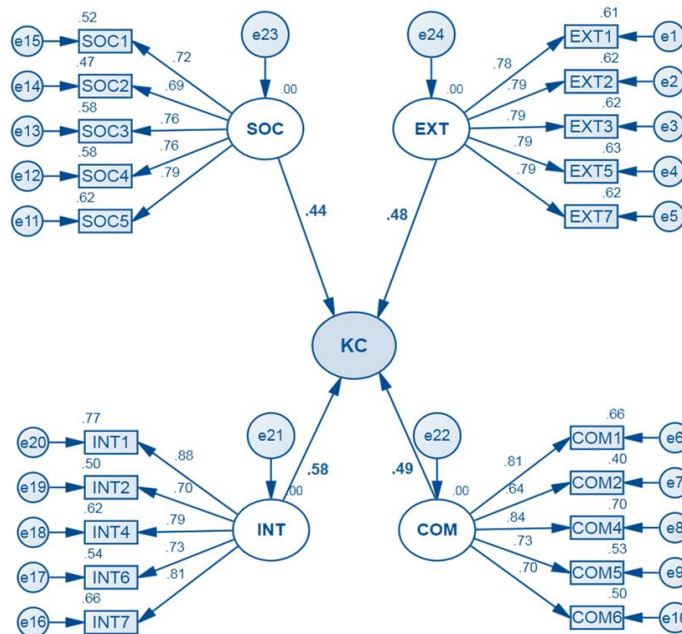 .52
e15 SOC1
.72
.47
e14 SOC2
.69
.58
e13 SOC3
.76
.58
e12 SOC4
.76
.62
e11 SOC5
.79
e23
.00
SOC
.44
e24
.00
EXT
.48
.61
EXT1 e1
.78
.62
EXT2 e2
.79
.62
EXT3 e3
.79
.63
EXT5 e4
.79
.62
EXT7 e5
.79
KC
.77
e20 INT1
.88
.50
e19 INT2
.70
.62
e18 INT4
.79
.54
e17 INT6
.73
.66
e16 INT7
.81
e21
.00
INT
.58
e22
.00
COM
.49
.66
COM1 e6
.81
.40
COM2 e7
.64
.70
COM4 e8
.84
.53
COM5 e9
.73
.50
COM6 e10
.70